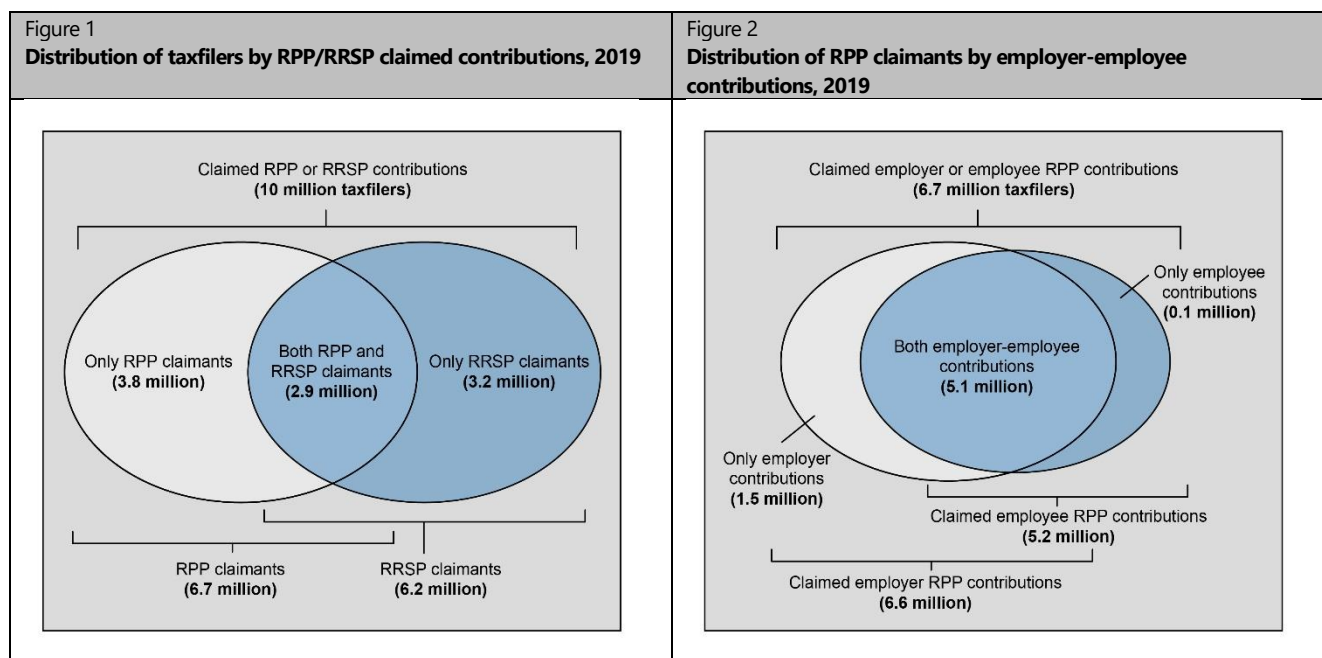 Figure 1
Distribution of taxfilers by RPP/RRSP claimed contributions, 2019
Claimed RPP or RRSP contributions
(10 million taxfilers)
Only RPP claimants
(3.8 million)
Both RPP and
RRSP claimants
(2.9 million)
Only RRSP claimants
(3.2 million)
RPP claimants
(6.7 million)
RRSP claimants
(6.2 million)
Figure 2
Distribution of RPP claimants by employer-employee
contributions, 2019
Claimed employer or employee RPP contributions
(6.7 million taxfilers)
Only employee
contributions
(0.1 million)
Both employer-employee
contributions
(5.1 million)
Only employer
contributions
(1.5 million)
Claimed employee RPP contributions
(5.2 million)
Claimed employer RPP contributions
(6.6 million)